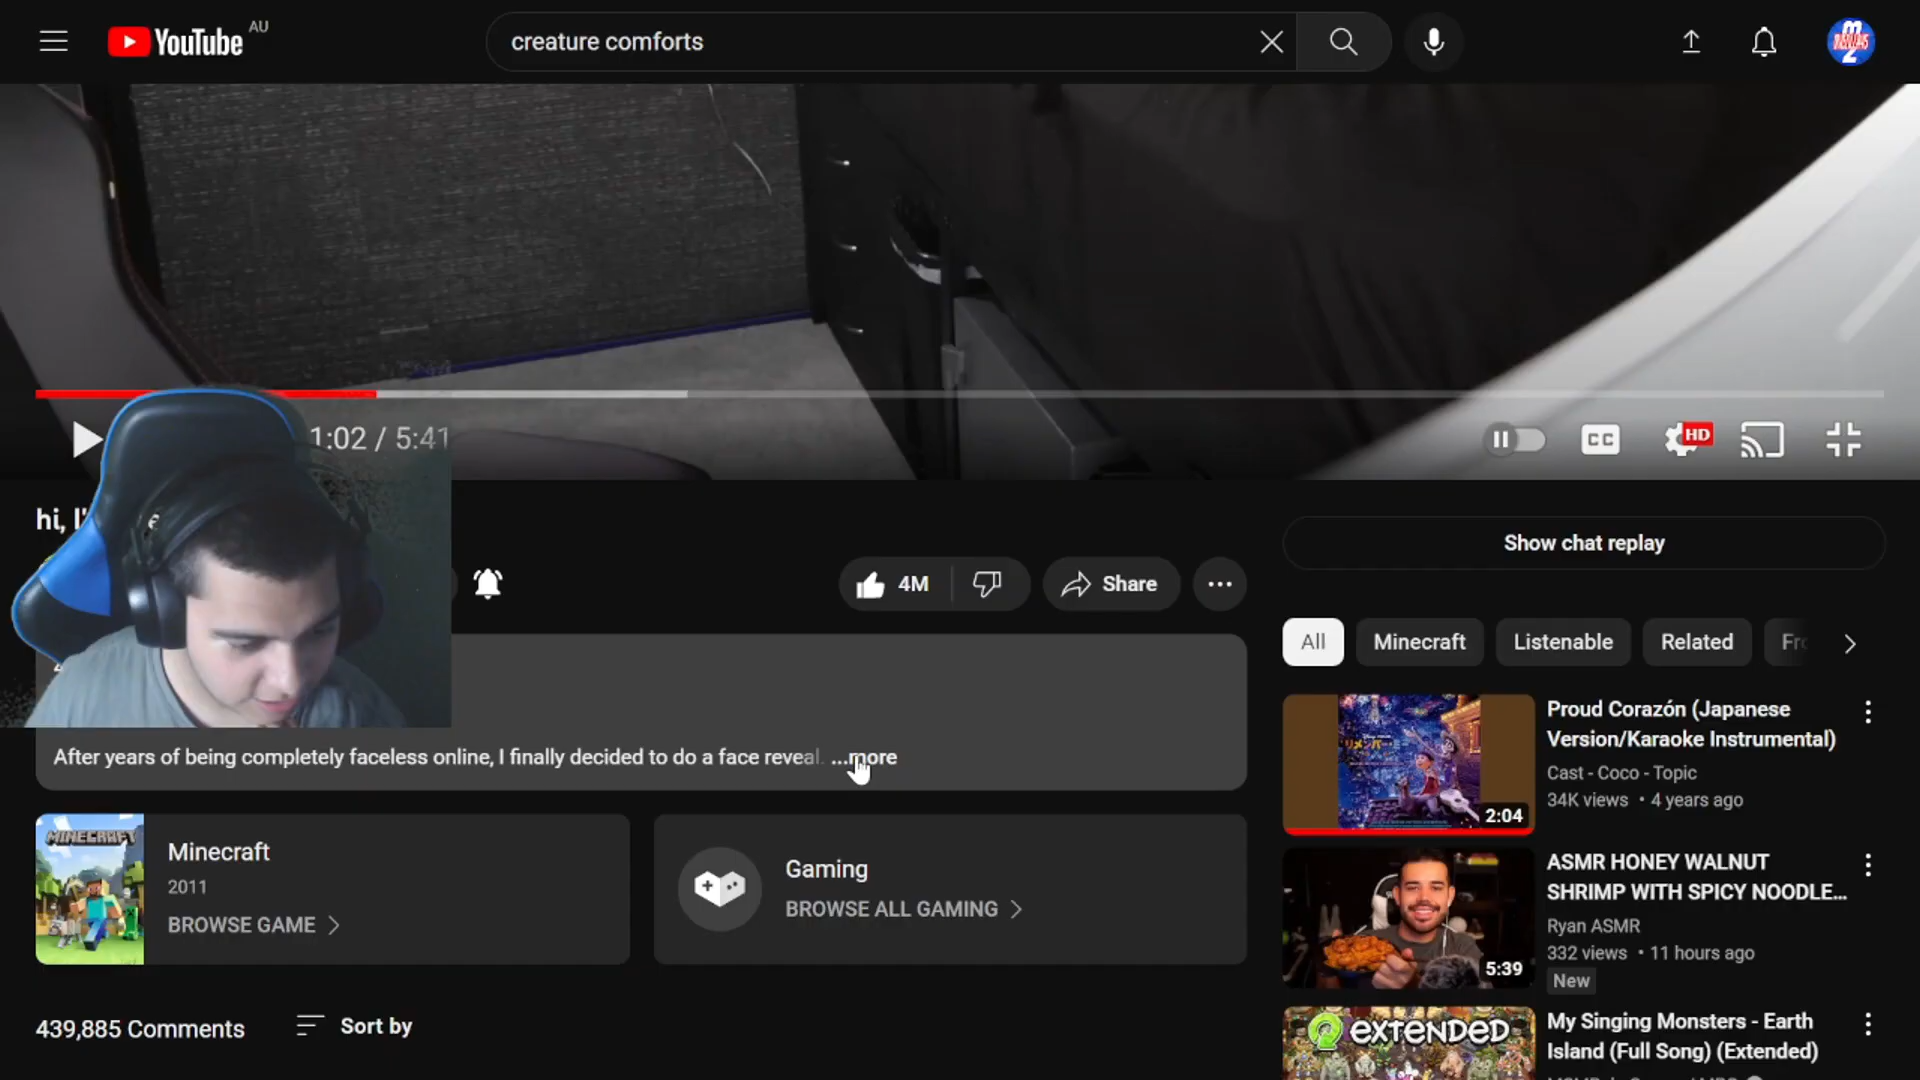 YouTube AU
creature comforts
1:02 / 5:41
CC
HD
hi, I'
4M
Share
After years of being completely faceless online, I finally decided to do a face reveal. ...more
MINECRAFT
Minecraft
2011
BROWSE GAME
Gaming
BROWSE ALL GAMING
439,885 Comments
Sort by
Show chat replay
All
Minecraft
Listenable
Related
Proud Corazón (Japanese
Version/Karaoke Instrumental)
Cast - Coco - Topic
34K views • 4 years ago
2:04
ASMR HONEY WALNUT
SHRIMP WITH SPICY NOODLE...
Ryan ASMR
332 views • 11 hours ago
New
5:39
EXTENDED
My Singing Monsters - Earth
Island (Full Song) (Extended)